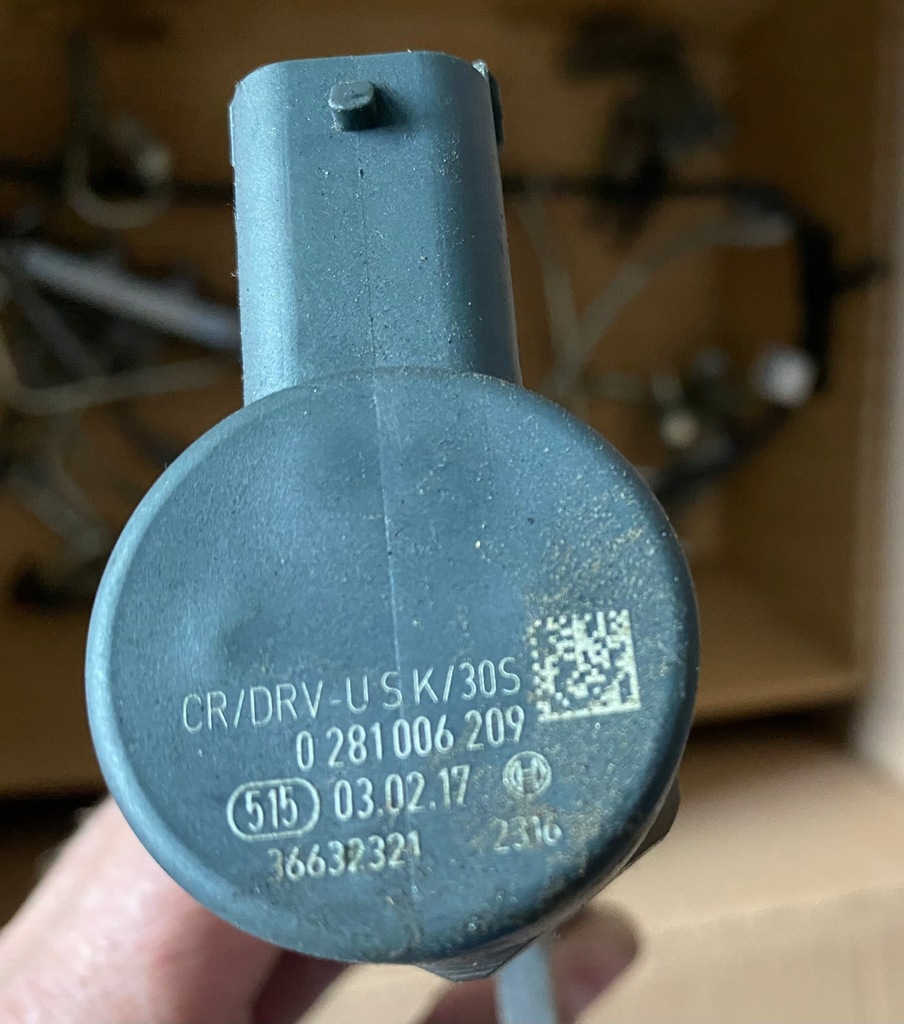 CR/DRV-U S K/30S
0 281 006 209
515 03.02.17
36632321 2316